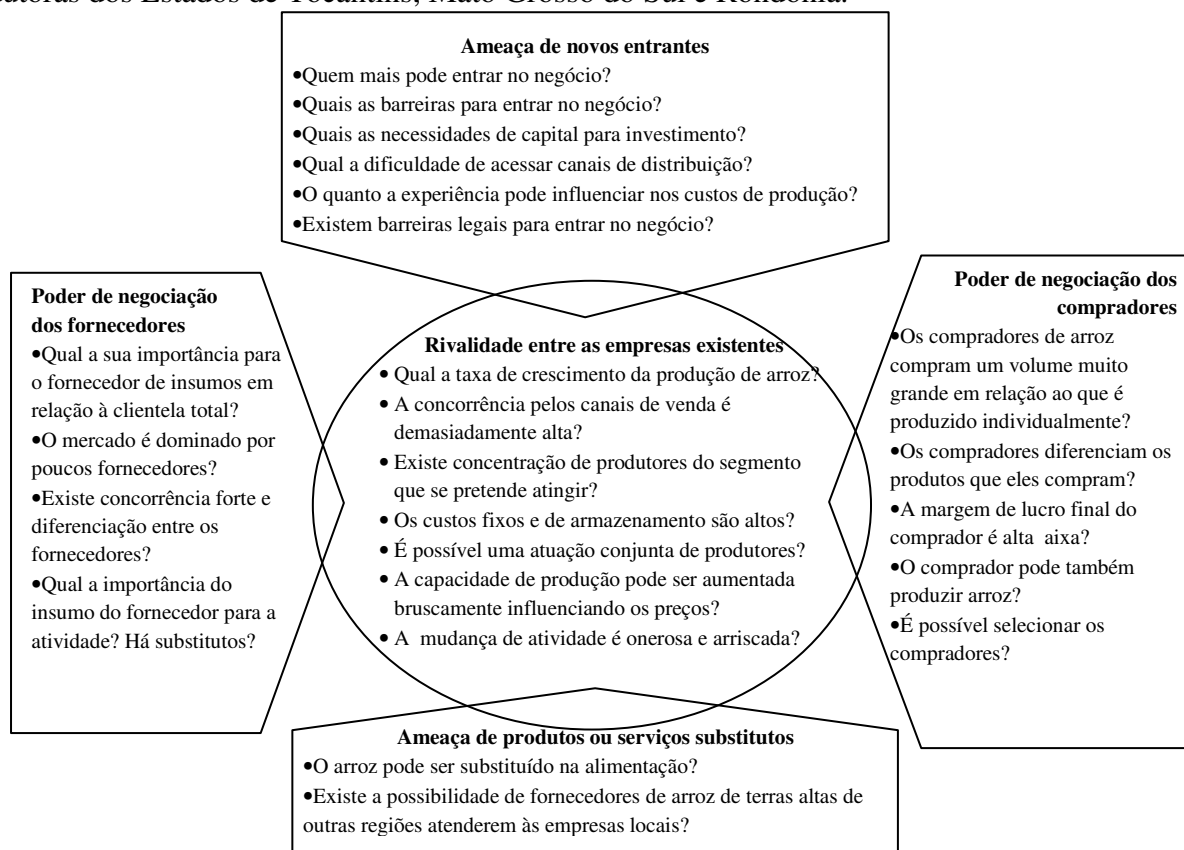 utoras dos Estados de Tocantins, Mato Grosso do Sul e Rondônia.
Ameaça de novos entrantes
•Quem mais pode entrar no negócio?
•Quais as barreiras para entrar no negócio?
•Quais as necessidades de capital para investimento?
•Qual a dificuldade de acessar canais de distribuição?
•O quanto a experiência pode influenciar nos custos de produção?
•Existem barreiras legais para entrar no negócio?
Poder de negociação
dos fornecedores
•Qual a sua importância para
o fornecedor de insumos em
relação à clientela total?
•O mercado é dominado por
poucos fornecedores?
•Existe concorrência forte e
diferenciação entre os
fornecedores?
•Qual a importância do
insumo do fornecedor para a
atividade? Há substitutos?
Rivalidade entre as empresas existentes
• Qual a taxa de crescimento da produção de arroz?
• A concorrência pelos canais de venda é
demasiadamente alta?
• Existe concentração de produtores do segmento
que se pretende atingir?
• Os custos fixos e de armazenamento são altos?
• É possível uma atuação conjunta de produtores?
• A capacidade de produção pode ser aumentada
bruscamente influenciando os preços?
• A mudança de atividade é onerosa e arriscada?
Poder de negociação dos
compradores
•Os compradores de arroz
compram um volume muito
grande em relação ao que é
produzido individualmente?
•Os compradores diferenciam os
produtos que eles compram?
•A margem de lucro final do
comprador é alta aixa?
•O comprador pode também
produzir arroz?
•É possível selecionar os
compradores?
Ameaça de produtos ou serviços substitutos
•O arroz pode ser substituído na alimentação?
•Existe a possibilidade de fornecedores de arroz de terras altas de
outras regiões atenderem às empresas locais?